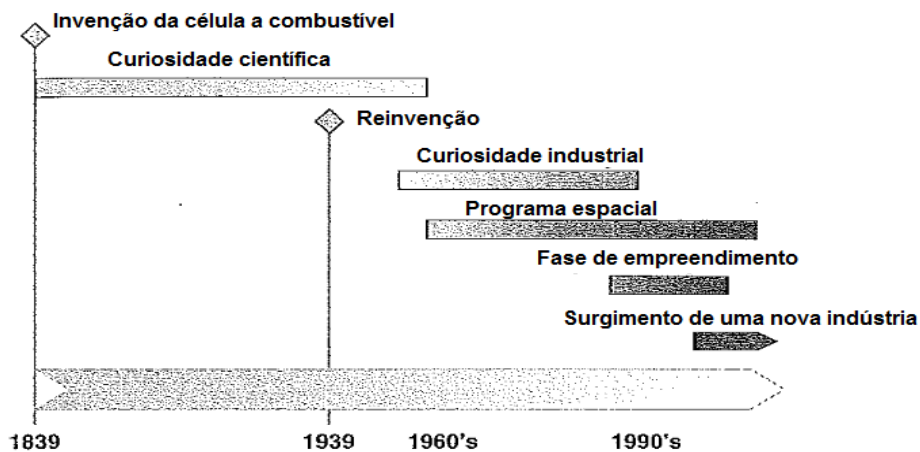 Invenção da célula a combustível
Curiosidade científica
Reinvenção
Curiosidade industrial
Programa espacial
Fase de empreendimento
Surgimento de uma nova indústria
1839
1939
1960's
1990's